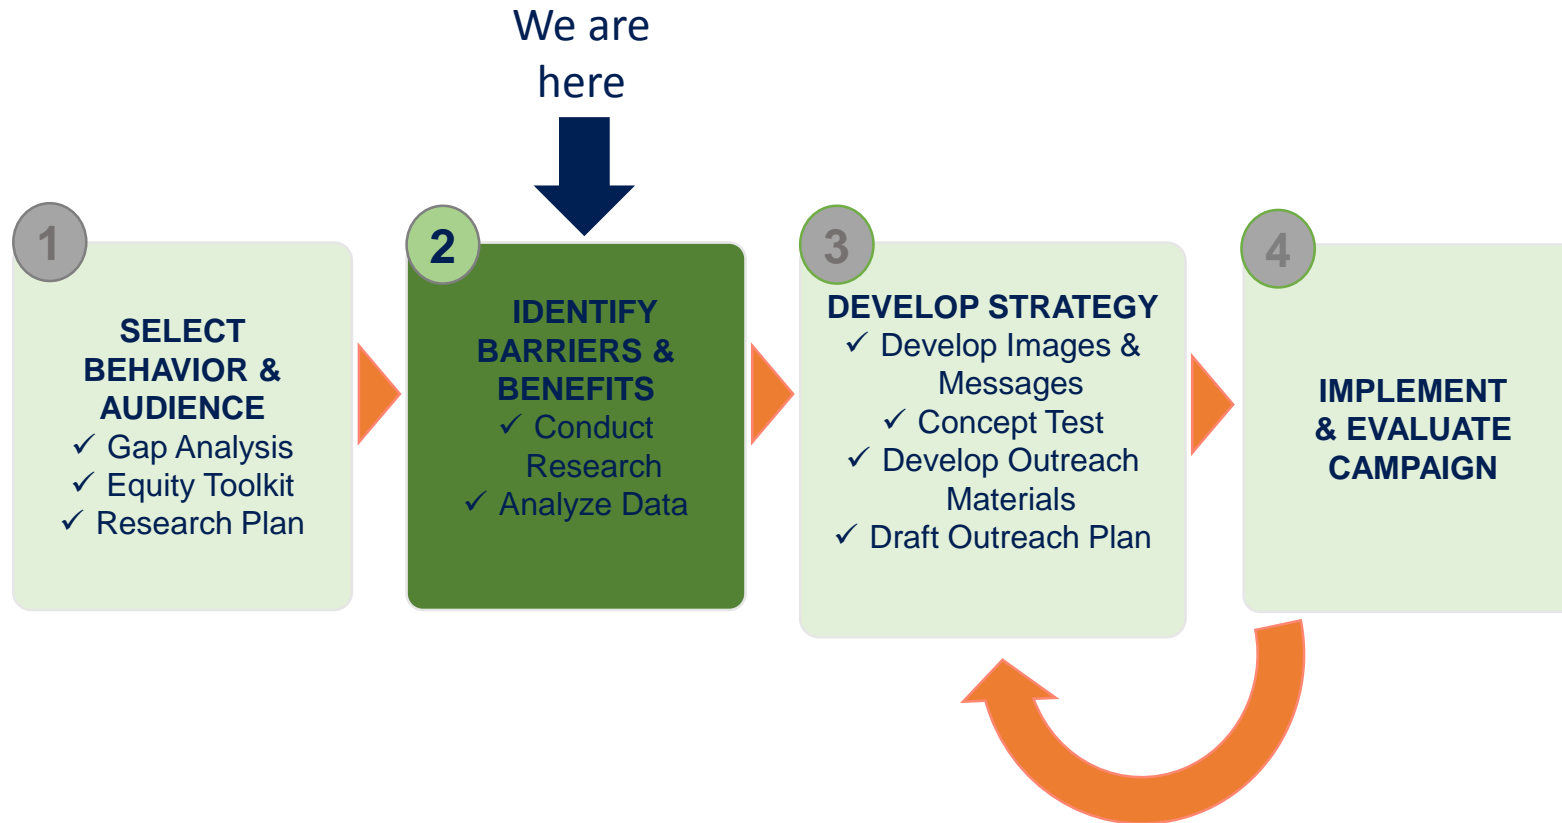 We are
here
1
SELECT
BEHAVIOR &
AUDIENCE
✓ Gap Analysis
✓ Equity Toolkit
✓ Research Plan
2
IDENTIFY
BARRIERS &
BENEFITS
✓ Conduct
Research
✓ Analyze Data
3
DEVELOP STRATEGY
✓ Develop Images &
Messages
✓ Concept Test
✓ Develop Outreach
Materials
✓ Draft Outreach Plan
4
IMPLEMENT
& EVALUATE
CAMPAIGN